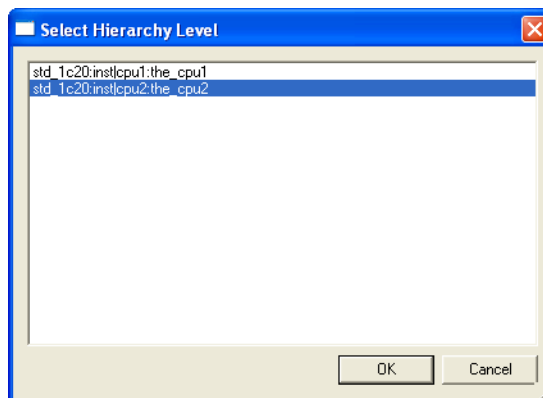 Select Hierarchy Level
std_1c20:inst|cpu1:the_cpu1
std_1c20:inst|cpu2:the_cpu2
OK
Cancel